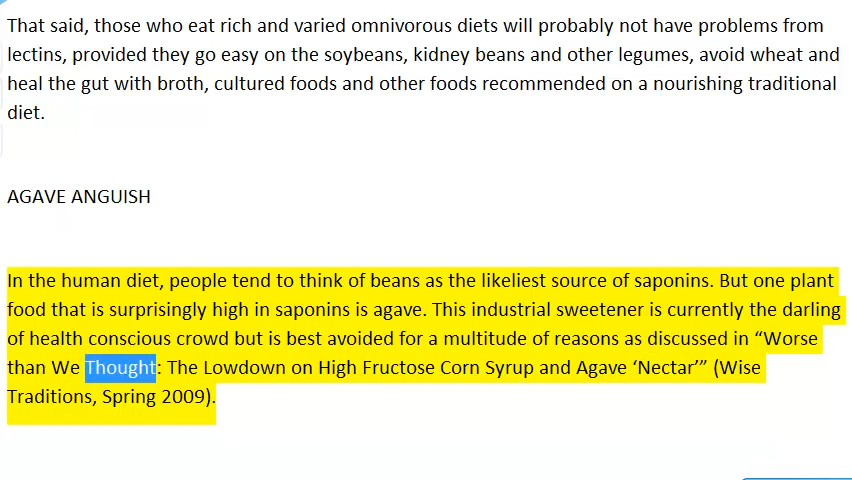 That said, those who eat rich and varied omnivorous diets will probably not have problems from
lectins, provided they go easy on the soybeans, kidney beans and other legumes, avoid wheat and
heal the gut with broth, cultured foods and other foods recommended on a nourishing traditional
diet.
AGAVE ANGUISH
In the human diet, people tend to think of beans as the likeliest source of saponins. But one plant
food that is surprisingly high in saponins is agave. This industrial sweetener is currently the darling
of health conscious crowd but is best avoided for a multitude of reasons as discussed in “Worse
than We Thought: The Lowdown on High Fructose Corn Syrup and Agave ‘Nectar’” (Wise
Traditions, Spring 2009).